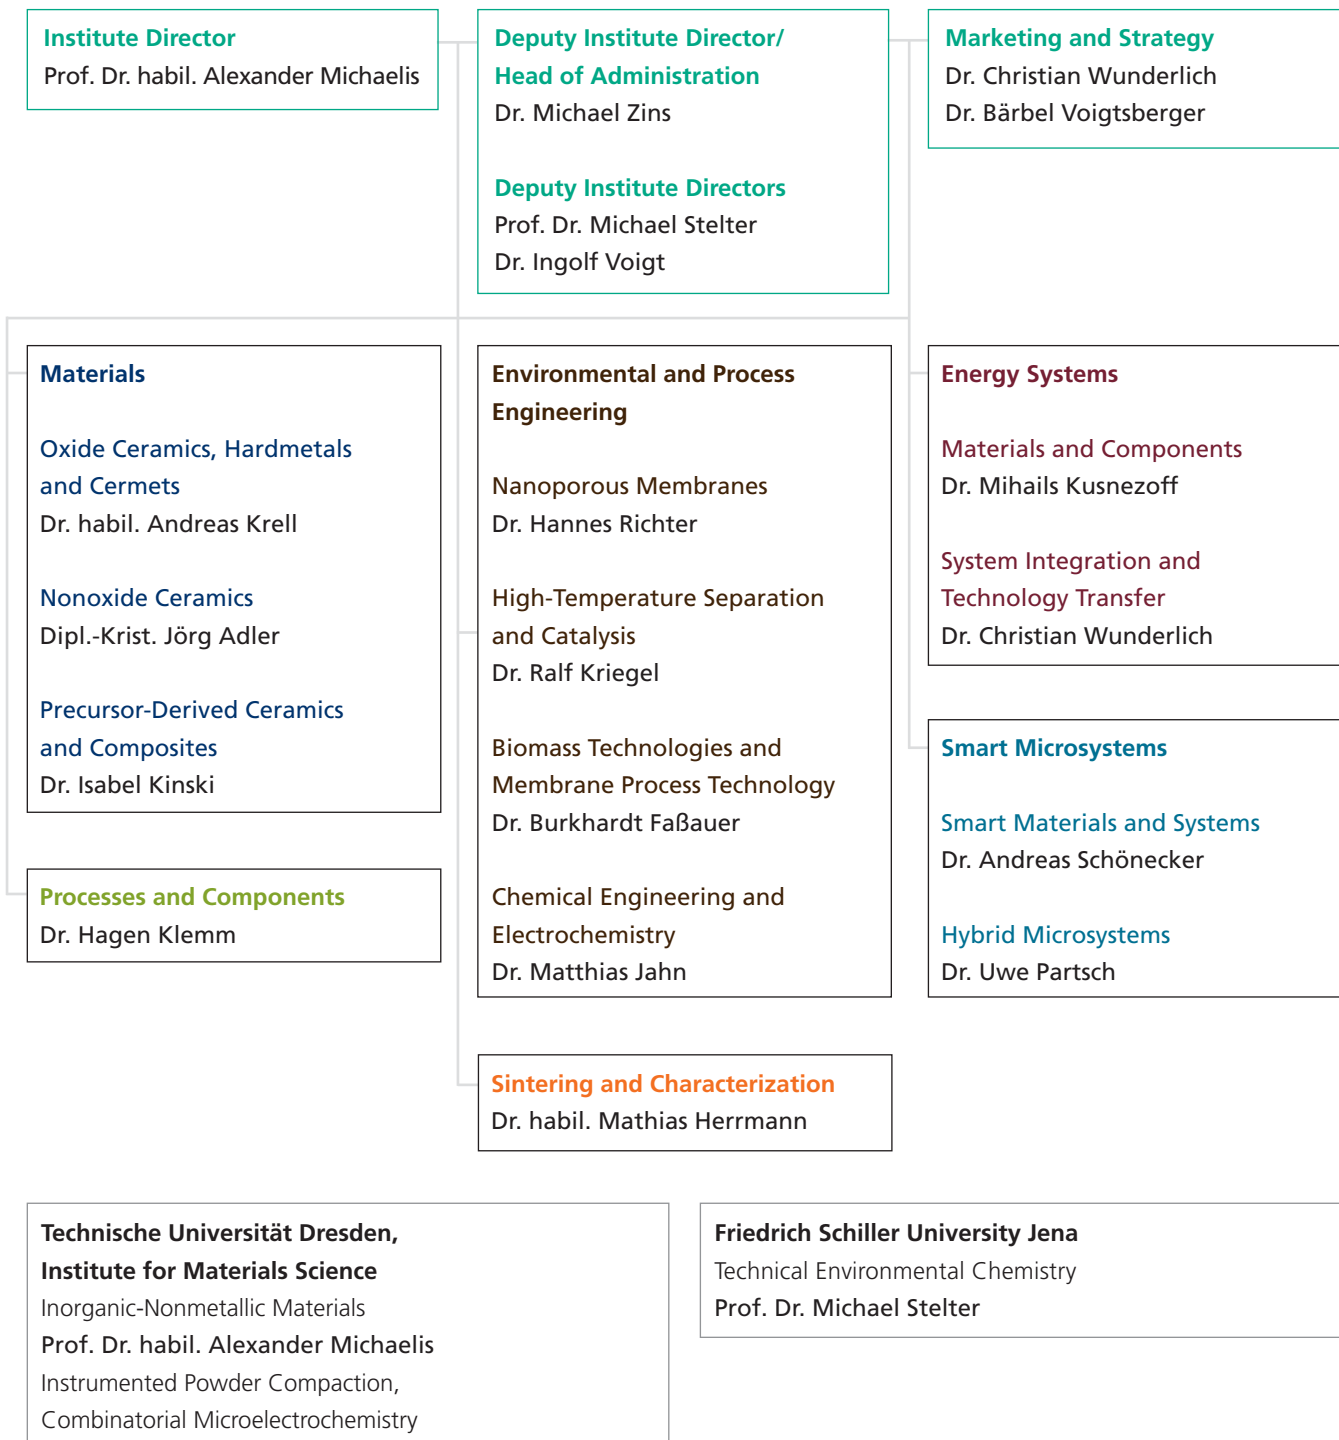 Institute Director
Prof. Dr. habil. Alexander Michaelis
Deputy Institute Director/
Head of Administration
Dr. Michael Zins
Deputy Institute Directors
Prof. Dr. Michael Stelter
Dr. Ingolf Voigt
Marketing and Strategy
Dr. Christian Wunderlich
Dr. Bärbel Voigtsberger
Materials
Oxide Ceramics, Hardmetals
and Cermets
Dr. habil. Andreas Krell
Nonoxide Ceramics
Dipl.-Krist. Jörg Adler
Precursor-Derived Ceramics
and Composites
Dr. Isabel Kinski
Processes and Components
Dr. Hagen Klemm
Environmental and Process
Engineering
Nanoporous Membranes
Dr. Hannes Richter
High-Temperature Separation
and Catalysis
Dr. Ralf Kriegel
Biomass Technologies and
Membrane Process Technology
Dr. Burkhardt Faßauer
Chemical Engineering and
Electrochemistry
Dr. Matthias Jahn
Sintering and Characterization
Dr. habil. Mathias Herrmann
Energy Systems
Materials and Components
Dr. Mihails Kusnezoff
System Integration and
Technology Transfer
Dr. Christian Wunderlich
Smart Microsystems
Smart Materials and Systems
Dr. Andreas Schönecker
Hybrid Microsystems
Dr. Uwe Partsch
Technische Universität Dresden,
Institute for Materials Science
Inorganic-Nonmetallic Materials
Prof. Dr. habil. Alexander Michaelis
Instrumented Powder Compaction,
Combinatorial Microelectrochemistry
Friedrich Schiller University Jena
Technical Environmental Chemistry
Prof. Dr. Michael Stelter